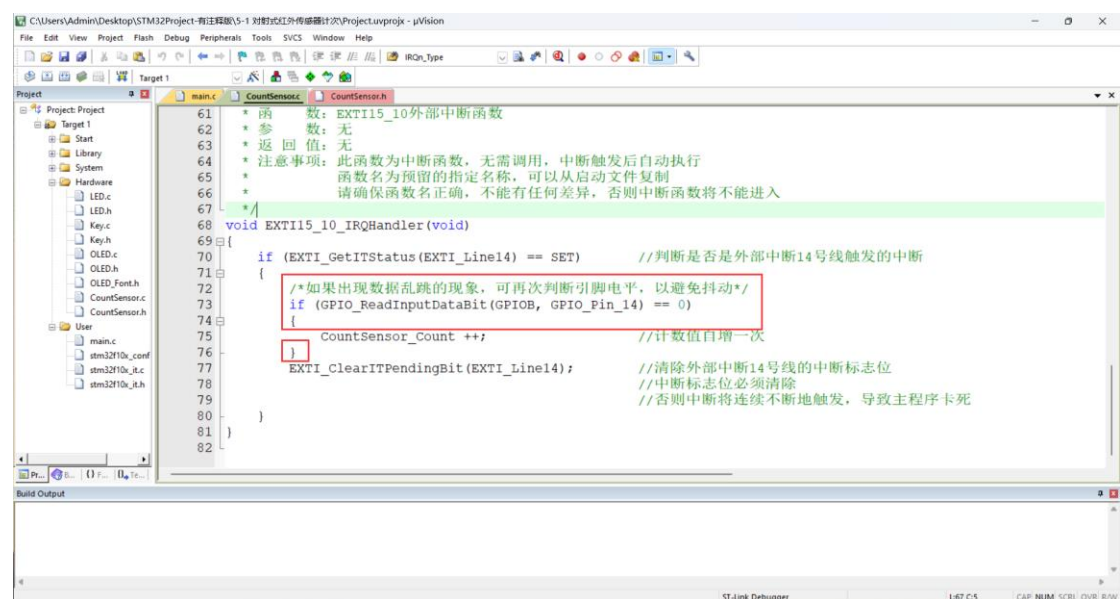 C:\Users\Admin\Desktop\STM32Project-有注释版\5-1 对射式红外传感器计次\Project.uvprojx - μVision
File Edit View Project Flash Debug Peripherals Tools SVCS Window Help
IRQn_Type
Target 1
Project
main.c CountSensor.c CountSensor.h
Project: Project
Target 1
Start
Library
System
Hardware
LED.c
LED.h
Key.c
Key.h
OLED.c
OLED.h
OLED_Font.h
CountSensor.c
CountSensor.h
User
main.c
stm32f10x_conf
stm32f10x_it.c
stm32f10x_it.h
61 * 函 数：EXTI15_10外部中断函数
62 * 参 数：无
63 * 返 回 值：无
64 * 注意事项：此函数为中断函数，无需调用，中断触发后自动执行
65 * 函数名为预留的指定名称，可以从启动文件复制
66 * 请确保函数名正确，不能有任何差异，否则中断函数将不能进入
67 */
68 void EXTI15_10_IRQHandler(void)
69 {
70 if (EXTI_GetITStatus(EXTI_Line14) == SET) //判断是否是外部中断14号线触发的中断
71 {
72 /*如果出现数据乱跳的现象，可再次判断引脚电平，以避免抖动*/
73 if (GPIO_ReadInputDataBit(GPIOB, GPIO_Pin_14) == 0)
74 {
75 CountSensor_Count ++; //计数值自增一次
76 }
77 EXTI_ClearITPendingBit(EXTI_Line14); //清除外部中断14号线的中断标志位
78 //中断标志位必须清除
79 //否则中断将连续不断地触发，导致主程序卡死
80 }
81 }
82
Pr... B... {} F... Te...
Build Output
ST-Link Debugger L:67 C:5 CAP NUM SCRL OVR R/W